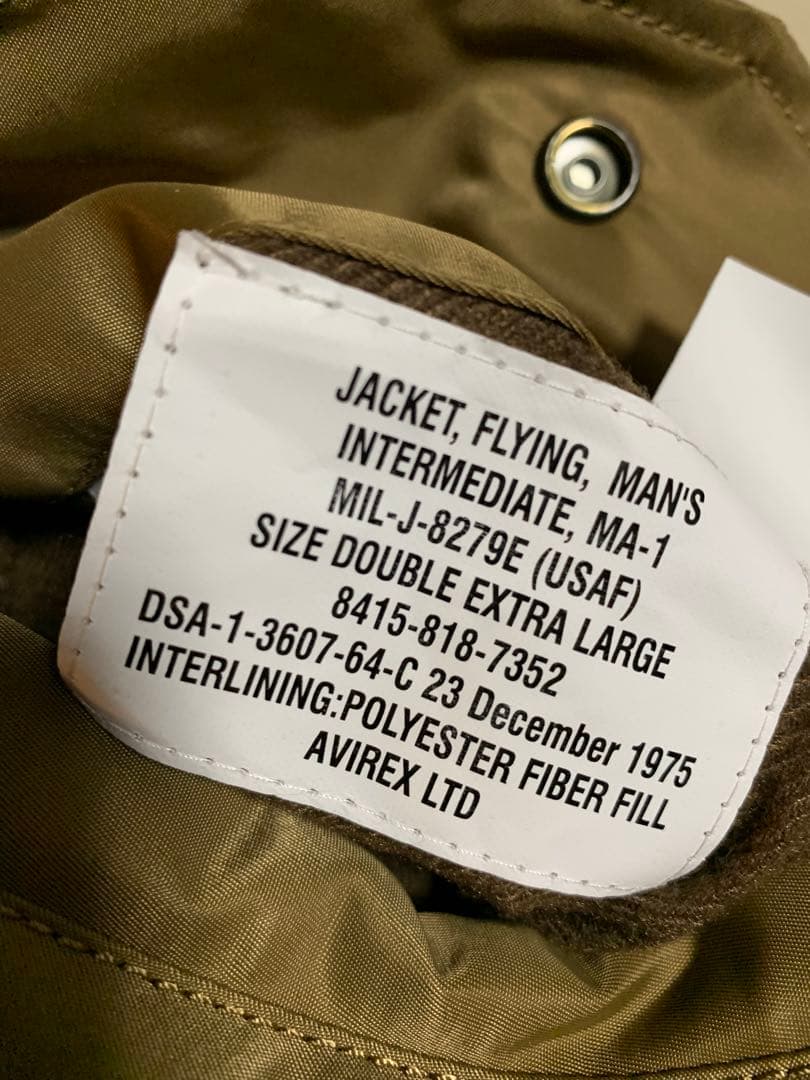 JACKET, FLYING, MAN'S
INTERMEDIATE, MA-1
MIL-J-8279E (USAF)
SIZE DOUBLE EXTRA LARGE
8415-818-7352
DSA-1-3607-64-C 23 December 1975
INTERLINING:POLYESTER FIBER FILL
AVIREX LTD